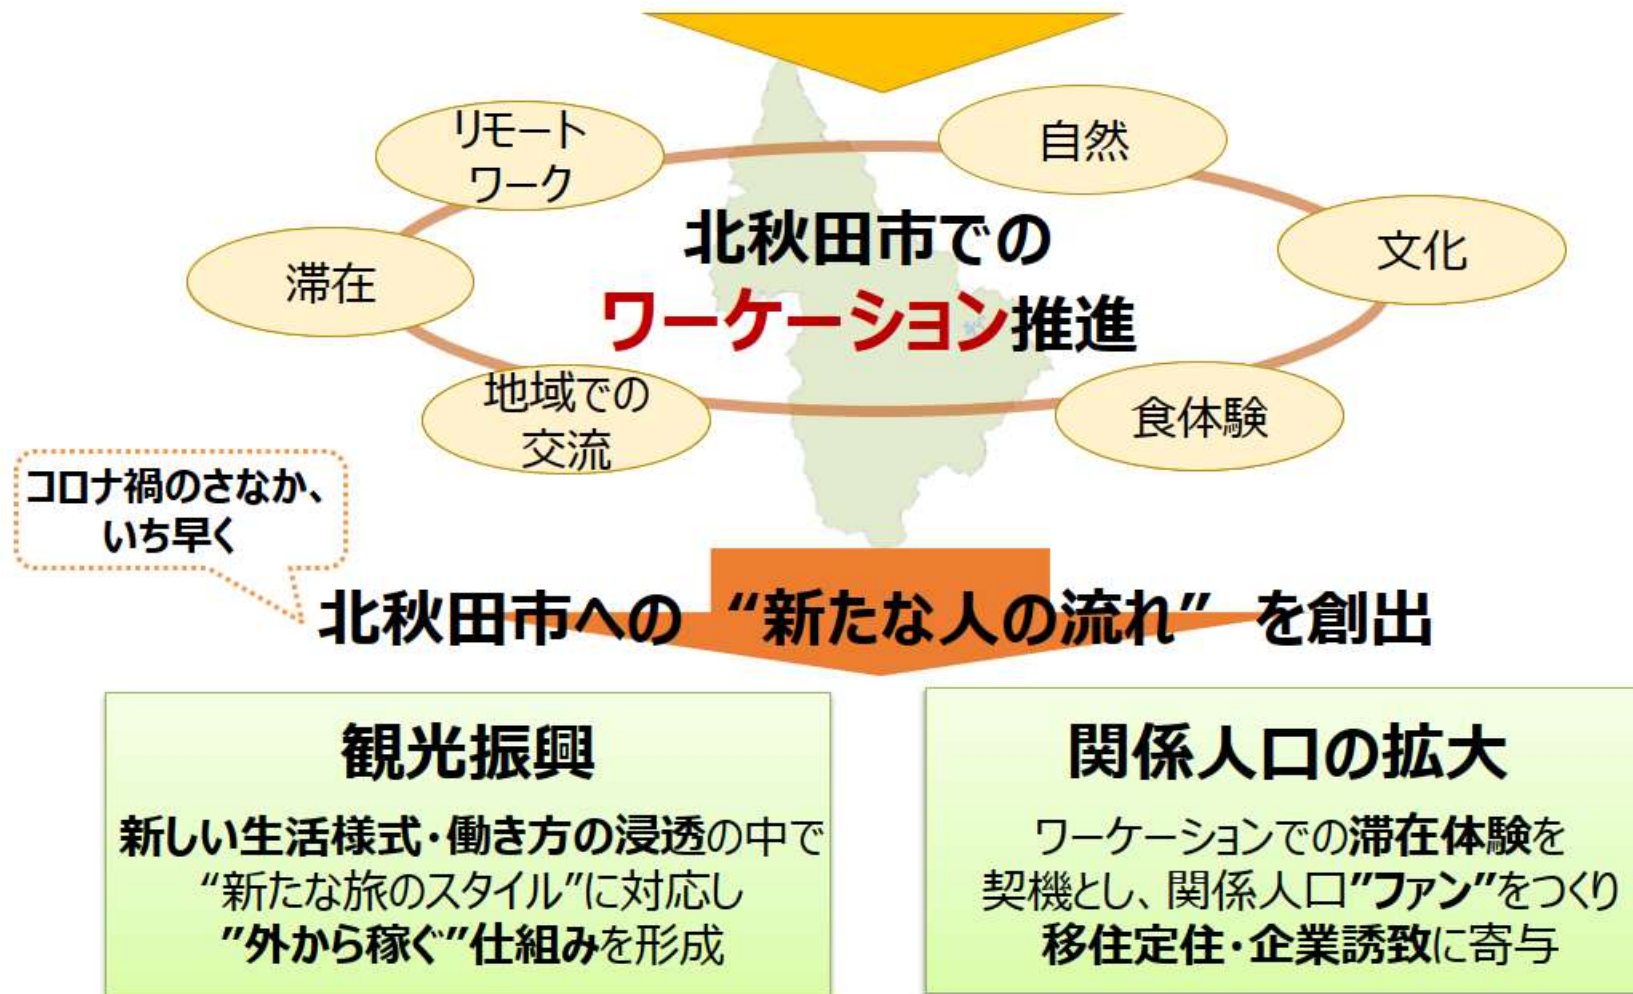 リモート
ワーク
自然
滞在
文化
北秋田市での
ワーケーション推進
地域での
交流
食体験
コロナ禍のさなか、
いち早く
北秋田市への “新たな人の流れ” を創出
観光振興
新しい生活様式・働き方の浸透の中で
“新たな旅のスタイル”に対応し
”外から稼ぐ”仕組みを形成
関係人口の拡大
ワーケーションでの滞在体験を
契機とし、関係人口”ファン”をつくり
移住定住・企業誘致に寄与